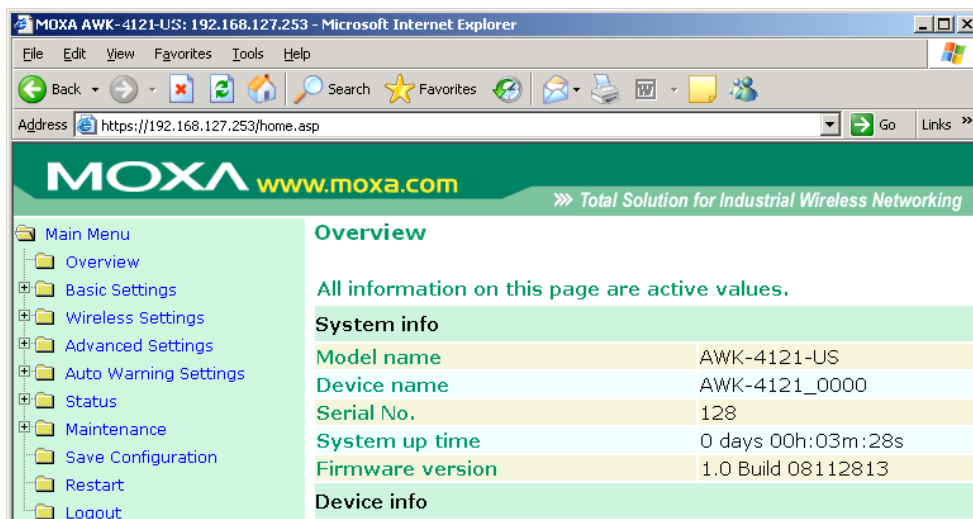 MOXA AWK-4121-US: 192.168.127.253 - Microsoft Internet Explorer
File Edit View Favorites Tools Help
Back Search Favorites
Address https://192.168.127.253/home.asp Go Links »
MOXA www.moxa.com
Total Solution for Industrial Wireless Networking
Main Menu
Overview
Basic Settings
Wireless Settings
Advanced Settings
Auto Warning Settings
Status
Maintenance
Save Configuration
Restart
Logout
Overview
All information on this page are active values.
System info
Model name AWK-4121-US
Device name AWK-4121_0000
Serial No. 128
System up time 0 days 00h:03m:28s
Firmware version 1.0 Build 08112813
Device info